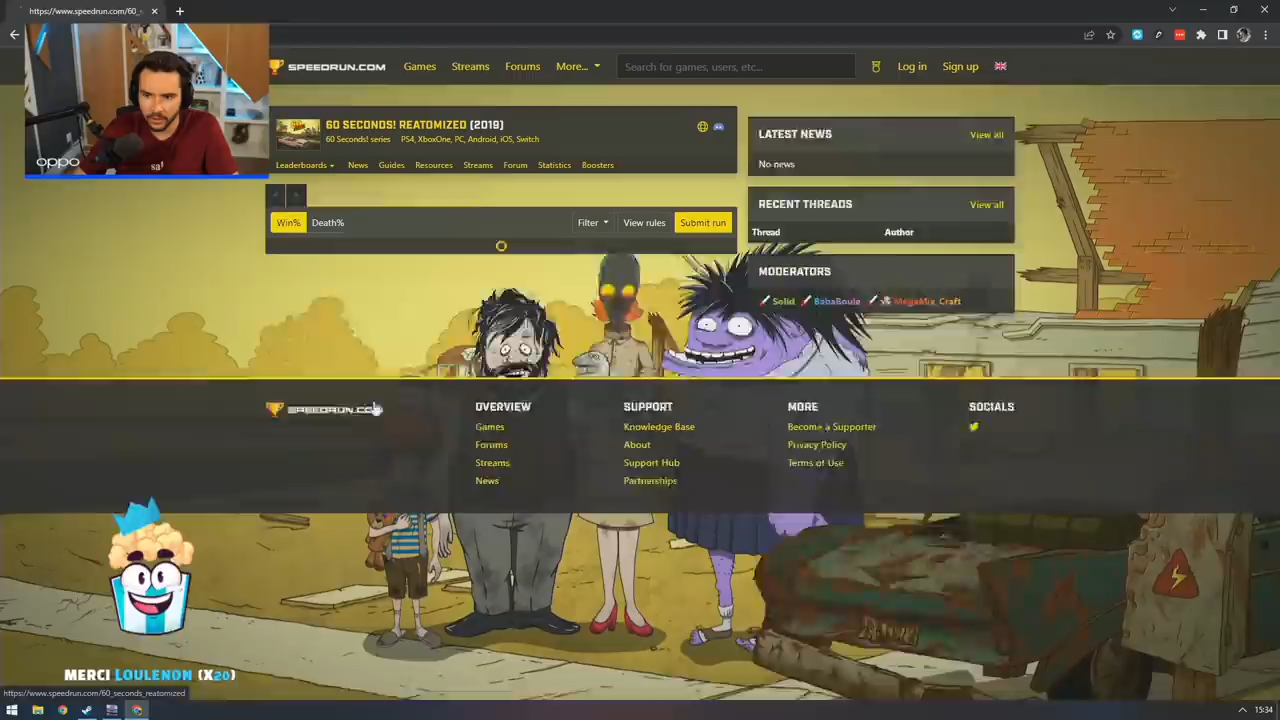 https://www.speedrun.com/60_s
SPEEDRUN.COM
Games
Streams
Forums
More...
Search for games, users, etc...
Log in
Sign up
60 SECONDS! REATOMIZED (2019)
60 Seconds! series PS4, XboxOne, PC, Android, iOS, Switch
Leaderboards
News
Guides
Resources
Streams
Forum
Statistics
Boosters
Win%
Death%
Filter
View rules
Submit run
LATEST NEWS
View all
No news
RECENT THREADS
View all
Thread
Author
MODERATORS
Solid
BabaBouie
MegaMix_Craft
oppo
SPEEDRUN.COM
OVERVIEW
Games
Forums
Streams
News
SUPPORT
Knowledge Base
About
Support Hub
Partnerships
MORE
Become a Supporter
Privacy Policy
Terms of Use
SOCIALS
MERCI LOULENON (X20)
https://www.speedrun.com/60_seconds_reatomized
15:34